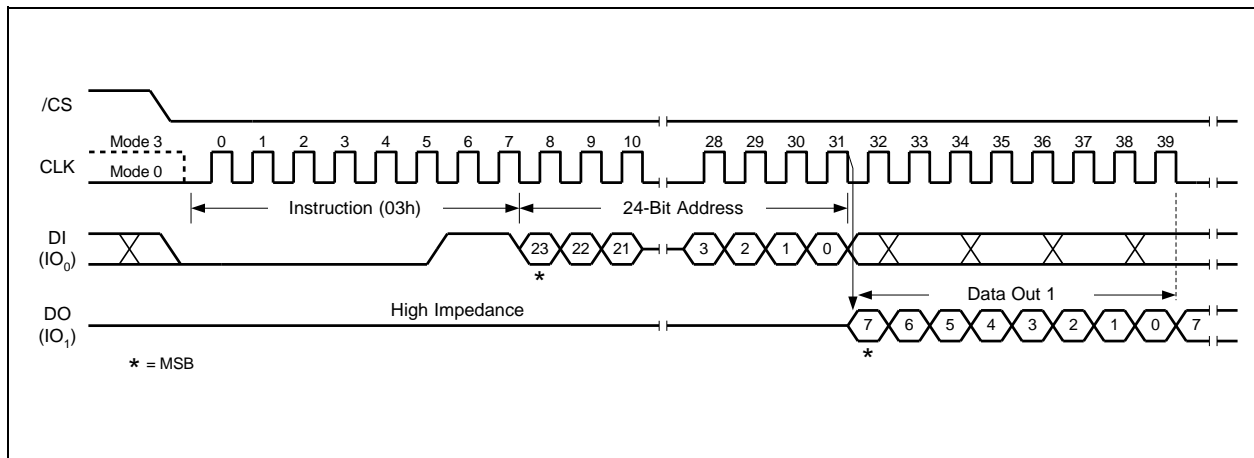 /CS
Mode 3
0 1 2 3 4 5 6 7 8 9 10 28 29 30 31 32 33 34 35 36 37 38 39
CLK
Mode 0
Instruction (03h)
24-Bit Address
DI
(IO0)
23 22 21 3 2 1 0
*
Data Out 1
DO
(IO1)
High Impedance
7 6 5 4 3 2 1 0 7
*
* = MSB